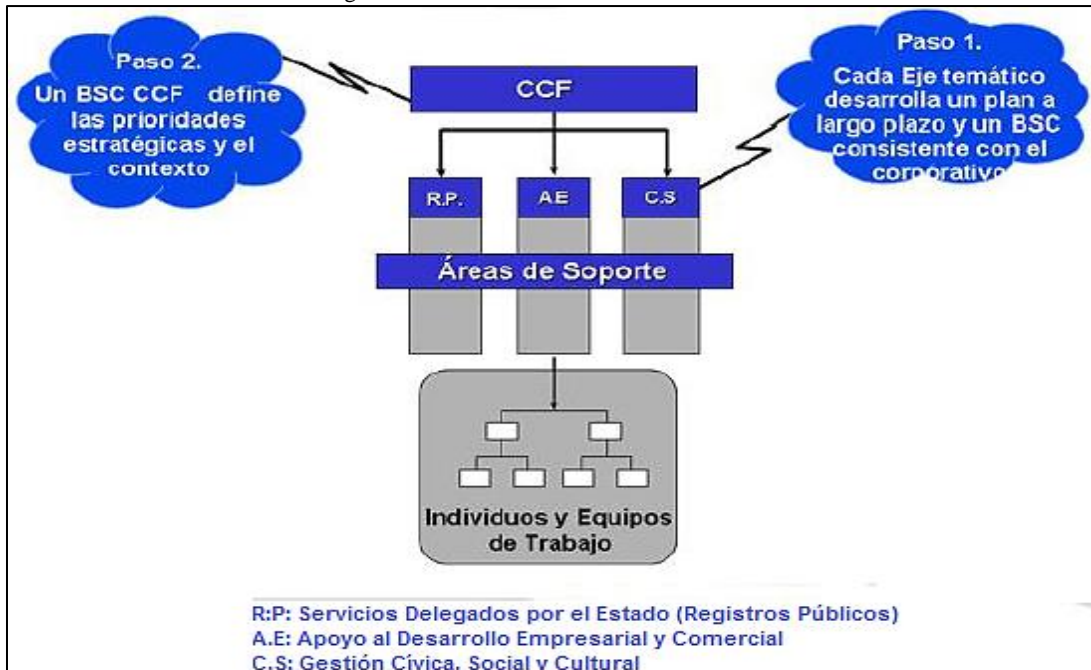 Paso 2.
Un BSC CCF define
las prioridades
estratégicas y el
contexto
CCF
Paso 1.
Cada Eje temático
desarrolla un plan a
largo plazo y un BSC
consistente con el
corporativo
R.P.
A.E
C.S
Áreas de Soporte
Individuos y Equipos
de Trabajo
R:P: Servicios Delegados por el Estado (Registros Públicos)
A.E: Apoyo al Desarrollo Empresarial y Comercial
C.S: Gestión Cívica, Social y Cultural